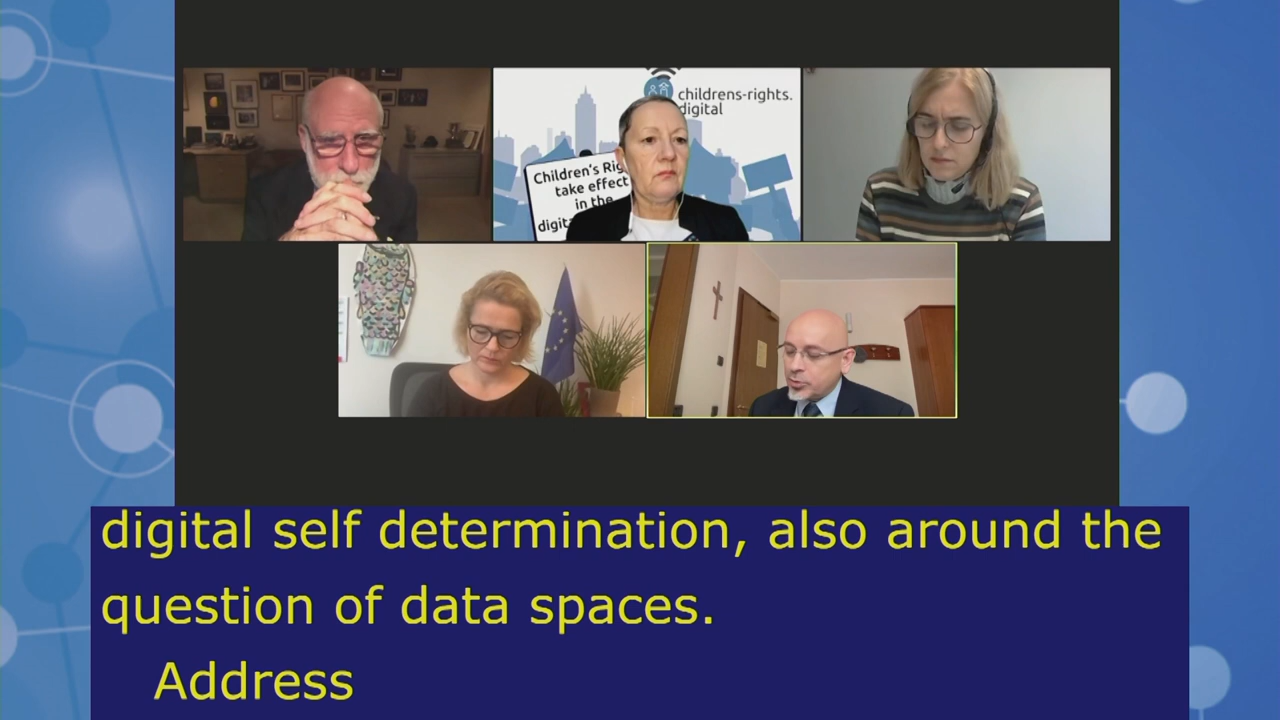 childrens-rights.
digital
Children's Rig
take effect
in the
digita
digital self determination, also around the
question of data spaces.
Address